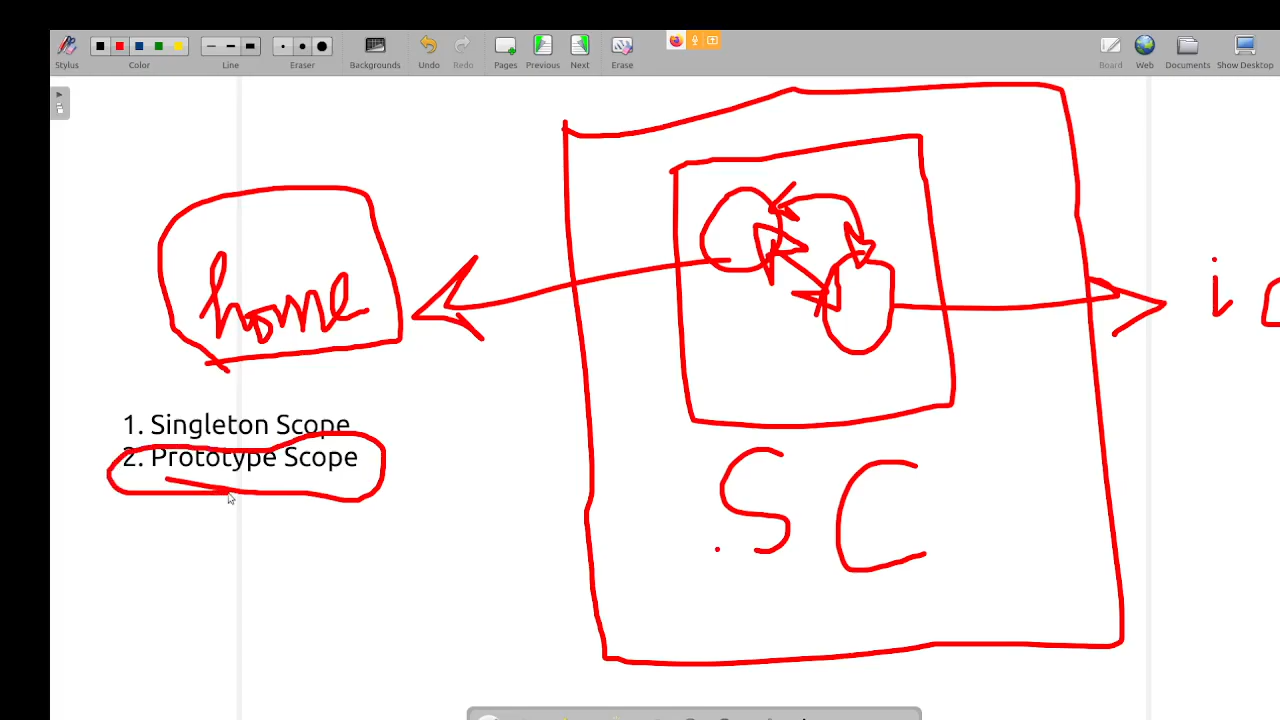 Stylus Color Line Eraser Backgrounds Undo Redo Pages Previous Next Erase Board Web Documents Show Desktop
home
i
1. Singleton Scope
2. Prototype Scope
SC